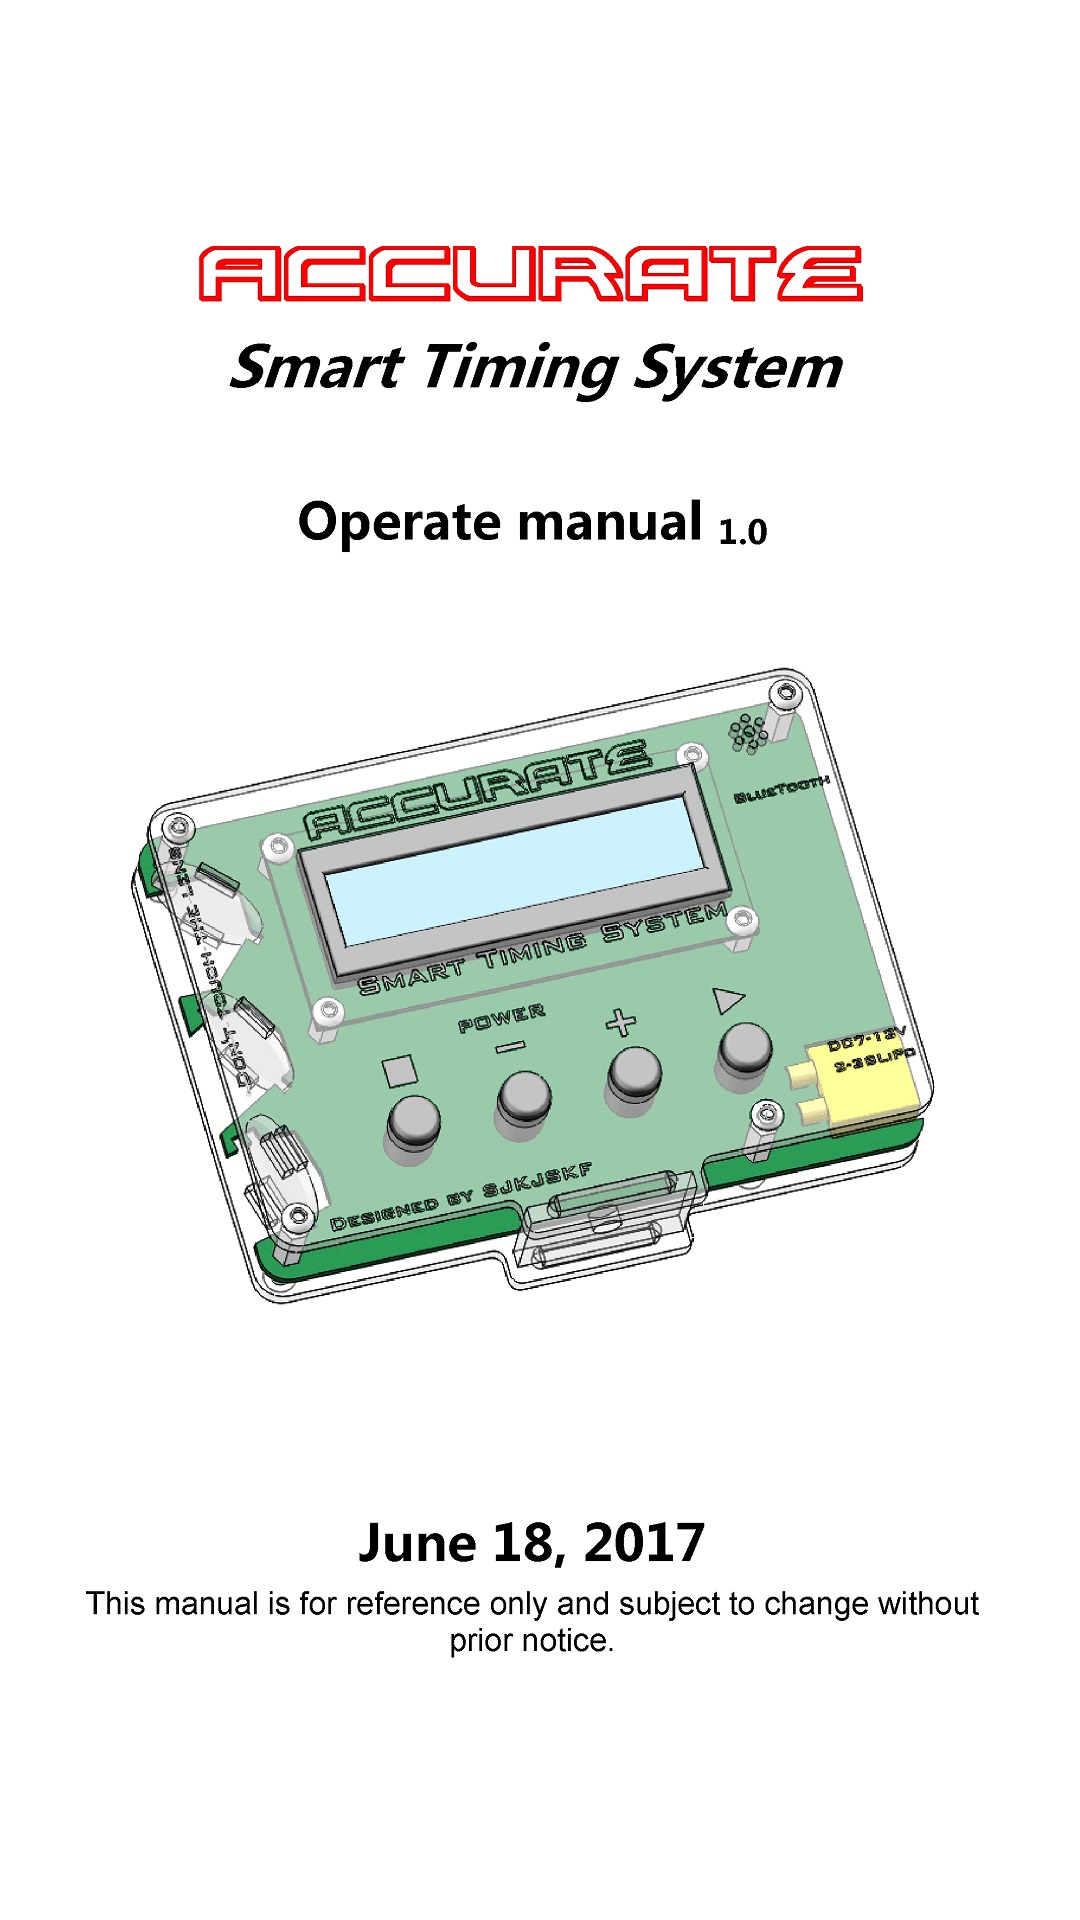 ACCURATE
Smart Timing System
Operate manual 1.0
ACCURATE
BLUETOOTH
SMART TIMING SYSTEM
POWER
DC7-13V
2-3SLIPO
DESIGNED BY SJKJSKF
June 18, 2017
This manual is for reference only and subject to change without
prior notice.